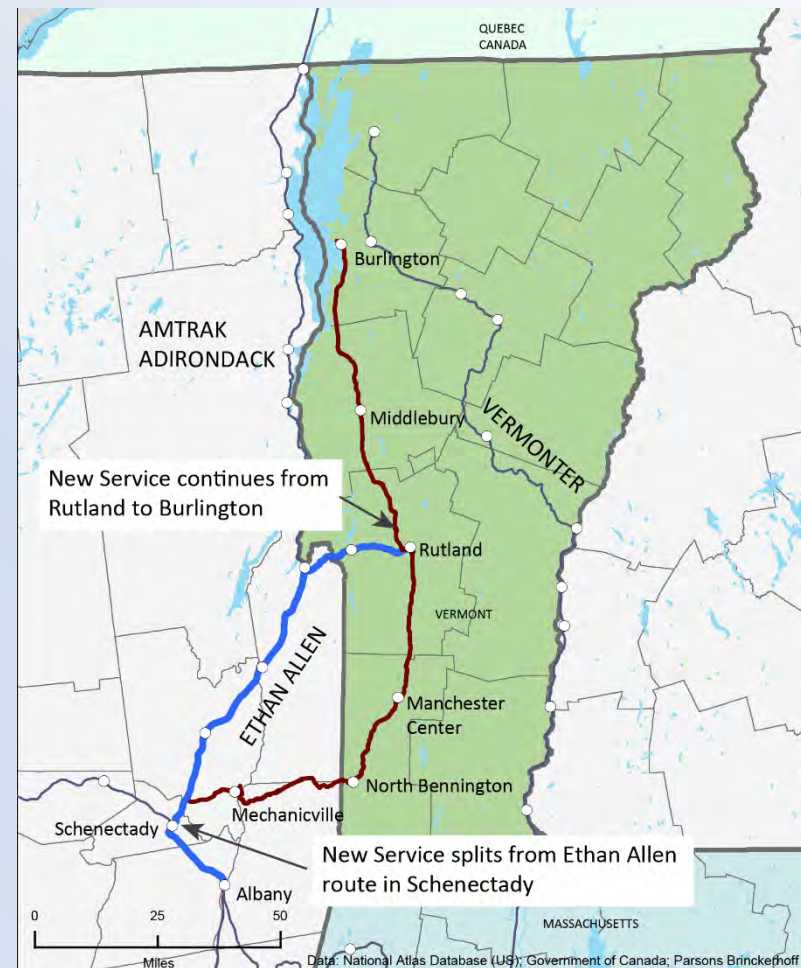 QUEBEC
CANADA
Burlington
AMTRAK
ADIRONDACK
Middlebury
VERMONTER
New Service continues from
Rutland to Burlington
Rutland
VERMONT
ETHAN ALLEN
Manchester
Center
North Bennington
Mechanicville
Schenectady
New Service splits from Ethan Allen
route in Schenectady
Albany
0 25 50
Miles
MASSACHUSETTS
Data: National Atlas Database (US); Government of Canada; Parsons Brinckerhoff